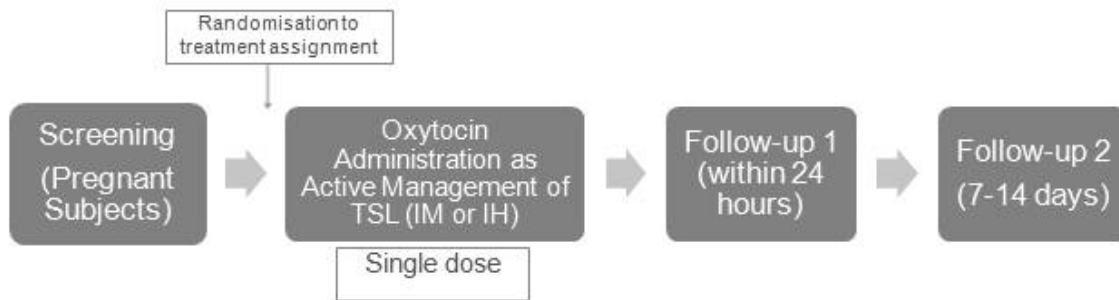 Randomisation to
treatment assignment
Screening
(Pregnant
Subjects)
Oxytocin
Administration as
Active Management of
TSL (IM or IH)
Single dose
Follow-up 1
(within 24
hours)
Follow-up 2
(7-14 days)